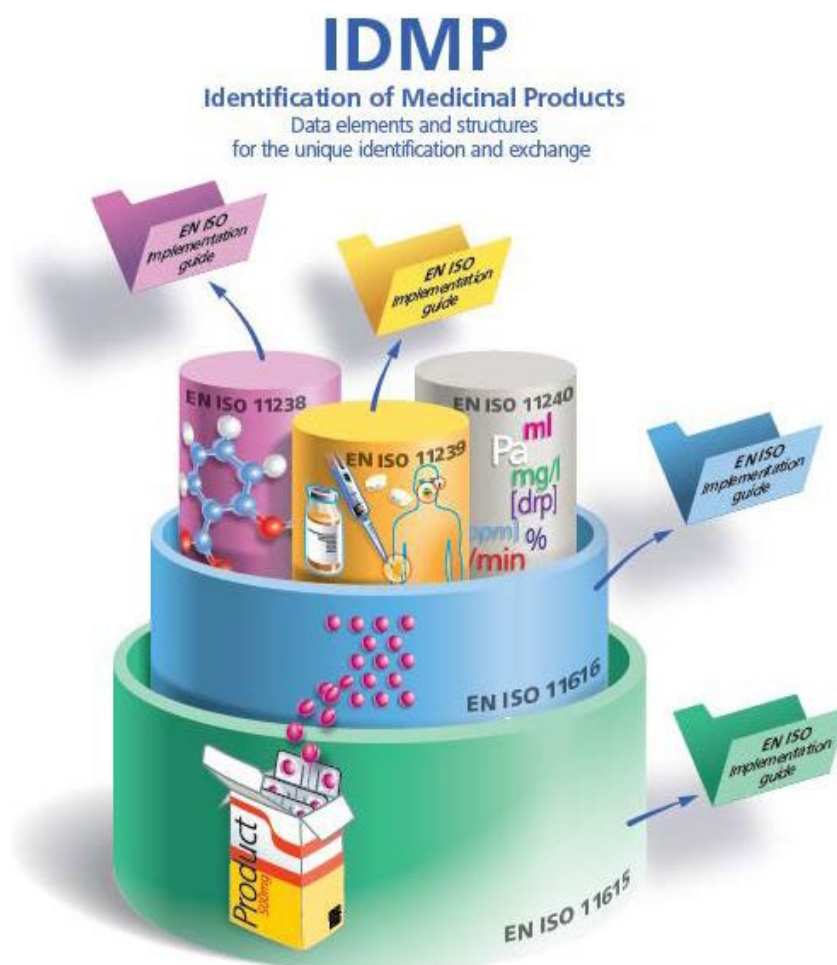 IDMP
Identification of Medicinal Products
Data elements and structures
for the unique identification and exchange
EN ISO
Implementation
guide
EN ISO
Implementation
guide
EN ISO 11238
EN ISO 11239
EN ISO 11240
ml
Pa
mg/l
[drp]
ppm]
%
/min
EN ISO
Implementation
guide
EN ISO 11616
EN ISO
Implementation
guide
Product
500mg
EN ISO 11615